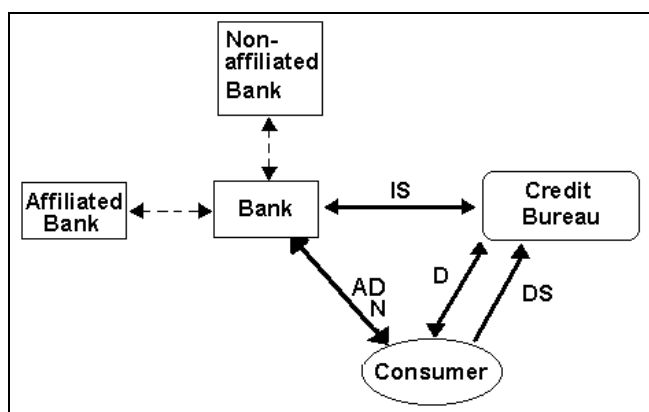 Non-
affiliated
Bank
Affiliated
Bank
Bank
IS
Credit
Bureau
AD
N
D
DS
Consumer